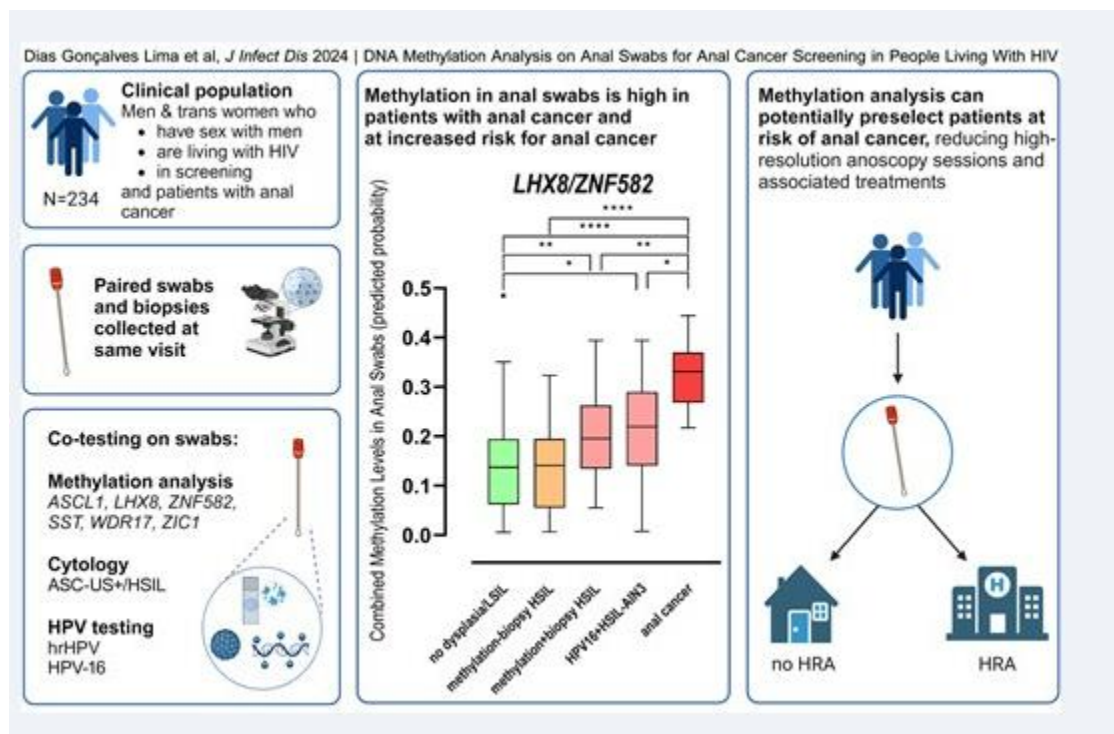 Dias Gonçalves Lima et al, J Infect Dis 2024 | DNA Methylation Analysis on Anal Swabs for Anal Cancer Screening in People Living With HIV
Clinical population
Men & trans women who
• have sex with men
• are living with HIV
• in screening
and patients with anal
cancer
N=234
Paired swabs
and biopsies
collected at
same visit
Co-testing on swabs:
Methylation analysis
ASCL1, LHX8, ZNF582,
SST, WDR17, ZIC1
Cytology
ASC-US+/HSIL
HPV testing
hrHPV
HPV-16
Methylation in anal swabs is high in
patients with anal cancer and
at increased risk for anal cancer
LHX8/ZNF582
Combined Methylation Levels in Anal Swabs (predicted probability)
****
****
** **
* *
0.5
0.4
0.3
0.2
0.1
0.0
no dysplasia/LSIL
methylation-biopsy HSIL
methylation+biopsy HSIL
HPV16+HSIL-AIN3
anal cancer
Methylation analysis can
potentially preselect patients at
risk of anal cancer, reducing high-
resolution anoscopy sessions and
associated treatments
H
no HRA
HRA